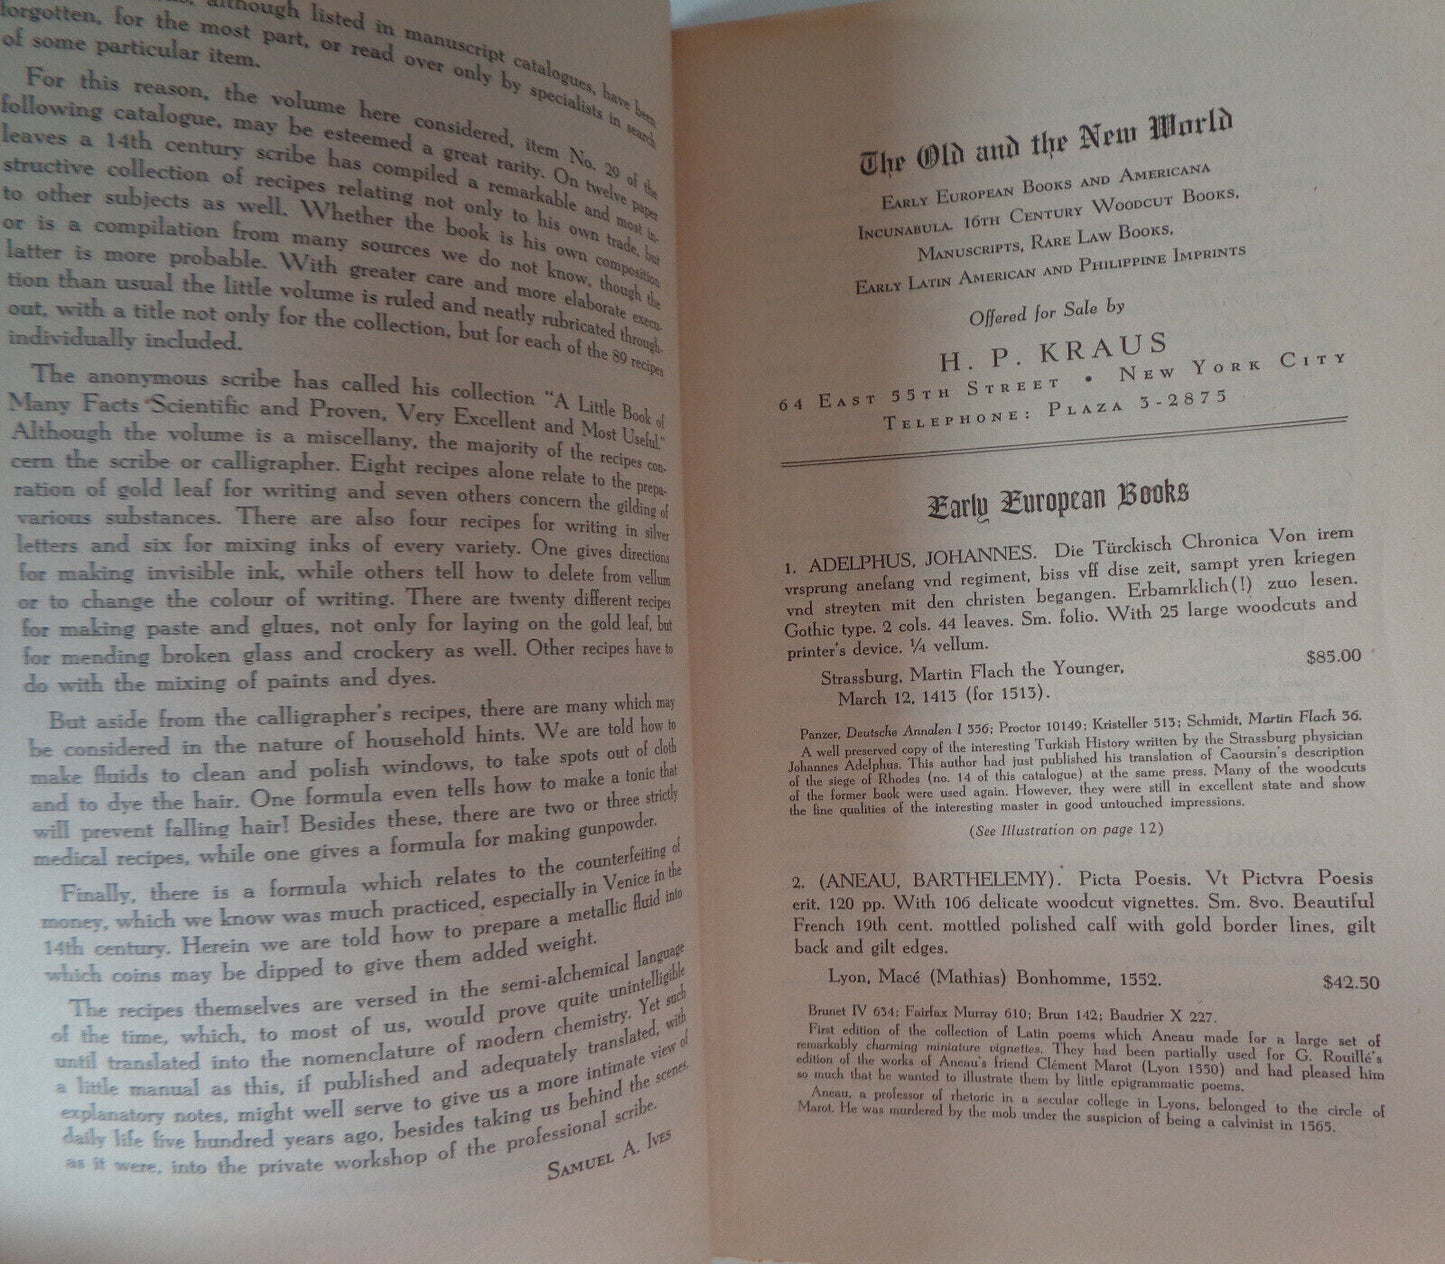 although listed in manuscript catalogues, have been
forgotten, for the most part, or read over only by specialists in search
of some particular item.
For this reason, the volume here considered, item No. 29 of the
following catalogue, may be esteemed a great rarity. On twelve paper
leaves a 14th century scribe has compiled a remarkable and most in-
structive collection of recipes relating not only to his own trade, but
to other subjects as well. Whether the book is his own composition
or is a compilation from many sources we do not know, though the
latter is more probable. With greater care and more elaborate execu-
tion than usual the little volume is ruled and neatly rubricated through-
out, with a title not only for the collection, but for each of the 89 recipes
individually included.
The anonymous scribe has called his collection "A Little Book of
Many Facts Scientific and Proven, Very Excellent and Most Useful."
Although the volume is a miscellany, the majority of the recipes con-
cern the scribe or calligrapher. Eight recipes alone relate to the prepa-
ration of gold leaf for writing and seven others concern the gilding of
various substances. There are also four recipes for writing in silver
letters and six for mixing inks of every variety. One gives directions
for making invisible ink, while others tell how to delete from vellum
or to change the colour of writing. There are twenty different recipes
for making paste and glues, not only for laying on the gold leaf, but
for mending broken glass and crockery as well. Other recipes have to
do with the mixing of paints and dyes.
But aside from the calligrapher's recipes, there are many which may
be considered in the nature of household hints. We are told how to
make fluids to clean and polish windows, to take spots out of cloth
and to dye the hair. One formula even tells how to make a tonic that
will prevent falling hair! Besides these, there are two or three strictly
medical recipes, while one gives a formula for making gunpowder.
Finally, there is a formula which relates to the counterfeiting of
money, which we know was much practiced, especially in Venice in the
14th century. Herein we are told how to prepare a metallic fluid into
which coins may be dipped to give them added weight.
The recipes themselves are versed in the semi-alchemical language
of the time, which, to most of us, would prove quite unintelligible
until translated into the nomenclature of modern chemistry. Yet such
a little manual as this, if published and adequately translated, with
explanatory notes, might well serve to give us a more intimate view of
daily life five hundred years ago, besides taking us behind the scenes,
as it were, into the private workshop of the professional scribe.
SAMUEL A. IVES
The Old and the New World
EARLY EUROPEAN BOOKS AND AMERICANA
INCUNABULA, 16TH CENTURY WOODCUT BOOKS,
MANUSCRIPTS, RARE LAW BOOKS,
EARLY LATIN AMERICAN AND PHILIPPINE IMPRINTS
Offered for Sale by
H. P. KRAUS
64 EAST 55TH STREET • NEW YORK CITY
TELEPHONE: PLAZA 3-2875
Early European Books
1. ADELPHUS, JOHANNES. Die Türckisch Chronica Von irem
vrsprung anefang vnd regiment, biss vff dise zeit, sampt yren kriegen
vnd streyten mit den christen begangen. Erbamrklich(!) zuo lesen.
Gothic type. 2 cols. 44 leaves. Sm. folio. With 25 large woodcuts and
printer's device. ¼ vellum.
$85.00
Strassburg, Martin Flach the Younger,
March 12, 1413 (for 1513).
Panzer, Deutsche Annalen I 356; Proctor 10149; Kristeller 513; Schmidt, Martin Flach 36.
A well preserved copy of the interesting Turkish History written by the Strassburg physician
Johannes Adelphus. This author had just published his translation of Caoursin's description
of the siege of Rhodes (no. 14 of this catalogue) at the same press. Many of the woodcuts
of the former book were used again. However, they were still in excellent state and show
the fine qualities of the interesting master in good untouched impressions.
(See Illustration on page 12)
2. (ANEAU, BARTHELEMY). Picta Poesis. Vt Pictvra Poesis
erit. 120 pp. With 106 delicate woodcut vignettes. Sm. 8vo. Beautiful
French 19th cent. mottled polished calf with gold border lines, gilt
back and gilt edges.
Lyon, Macé (Mathias) Bonhomme, 1552. $42.50
Brunet IV 634; Fairfax Murray 610; Brun 142; Baudrier X 227.
First edition of the collection of Latin poems which Aneau made for a large set of
remarkably charming miniature vignettes. They had been partially used for G. Rouillé's
edition of the works of Aneau's friend Clément Marot (Lyon 1550) and had pleased him
so much that he wanted to illustrate them by little epigrammatic poems.
Aneau, a professor of rhetoric in a secular college in Lyons, belonged to the circle of
Marot. He was murdered by the mob under the suspicion of being a calvinist in 1565.